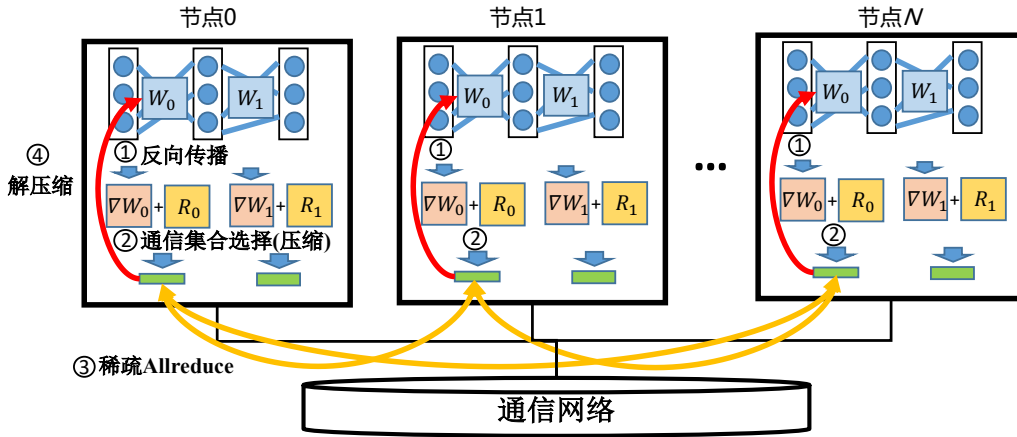 节点0
节点1
节点N
W₀ W₁
W₀ W₁
W₀ W₁
④
解压缩
① 反向传播
①
①
...
∇W₀ + R₀ ∇W₁ + R₁
∇W₀ + R₀ ∇W₁ + R₁
∇W₀ + R₀ ∇W₁ + R₁
② 通信集合选择(压缩)
②
②
③ 稀疏Allreduce
通信网络